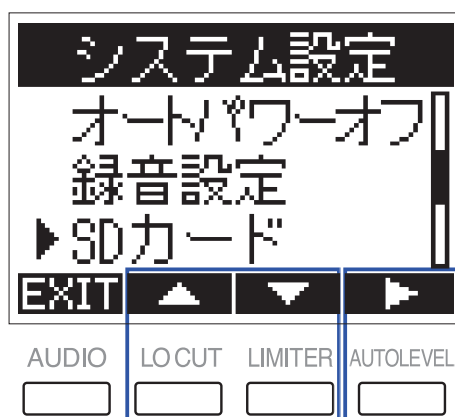 システム設定
オートパワーオフ
録音設定
▶SDカード
EXIT ▲ ▼ ▶
AUDIO LO CUT LIMITER AUTOLEVEL